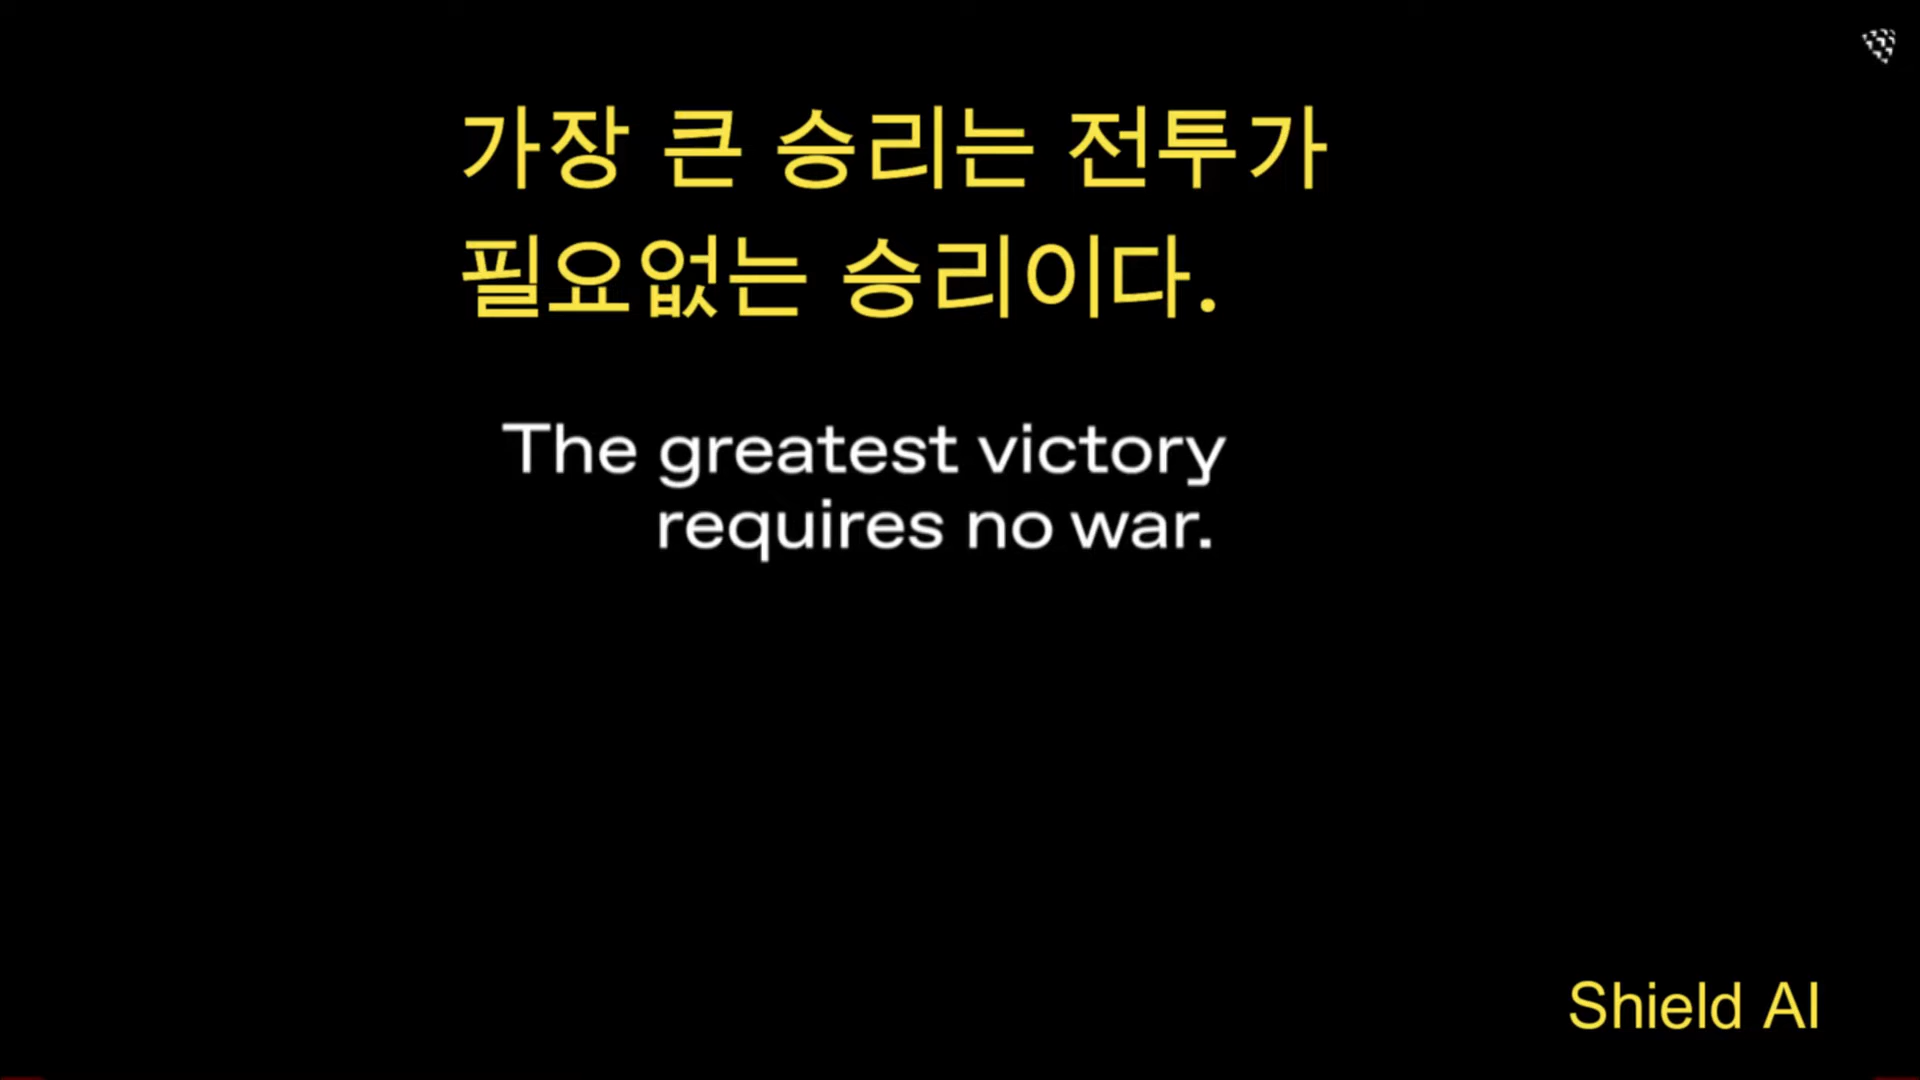 가장 큰 승리는 전투가
필요없는 승리이다.
The greatest victory
requires no war.
Shield AI